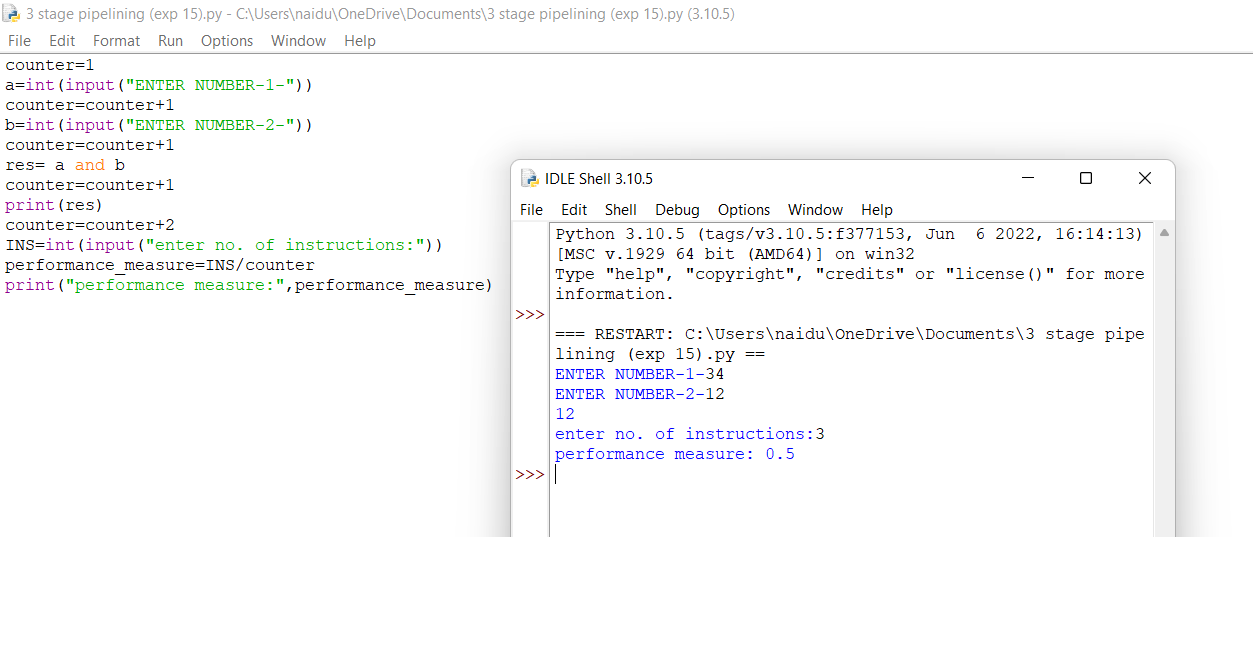 3 stage pipelining (exp 15).py - C:\Users\naidu\OneDrive\Documents\3 stage pipelining (exp 15).py (3.10.5)
File Edit Format Run Options Window Help
counter=1
a=int(input("ENTER NUMBER-1-"))
counter=counter+1
b=int(input("ENTER NUMBER-2-"))
counter=counter+1
res= a and b
counter=counter+1
print(res)
counter=counter+2
INS=int(input("enter no. of instructions:"))
performance_measure=INS/counter
print("performance measure:",performance_measure)
IDLE Shell 3.10.5
File Edit Shell Debug Options Window Help
Python 3.10.5 (tags/v3.10.5:f377153, Jun  6 2022, 16:14:13)
[MSC v.1929 64 bit (AMD64)] on win32
Type "help", "copyright", "credits" or "license()" for more
information.
>>>
=== RESTART: C:\Users\naidu\OneDrive\Documents\3 stage pipe
lining (exp 15).py ==
ENTER NUMBER-1-34
ENTER NUMBER-2-12
12
enter no. of instructions:3
performance measure: 0.5
>>>